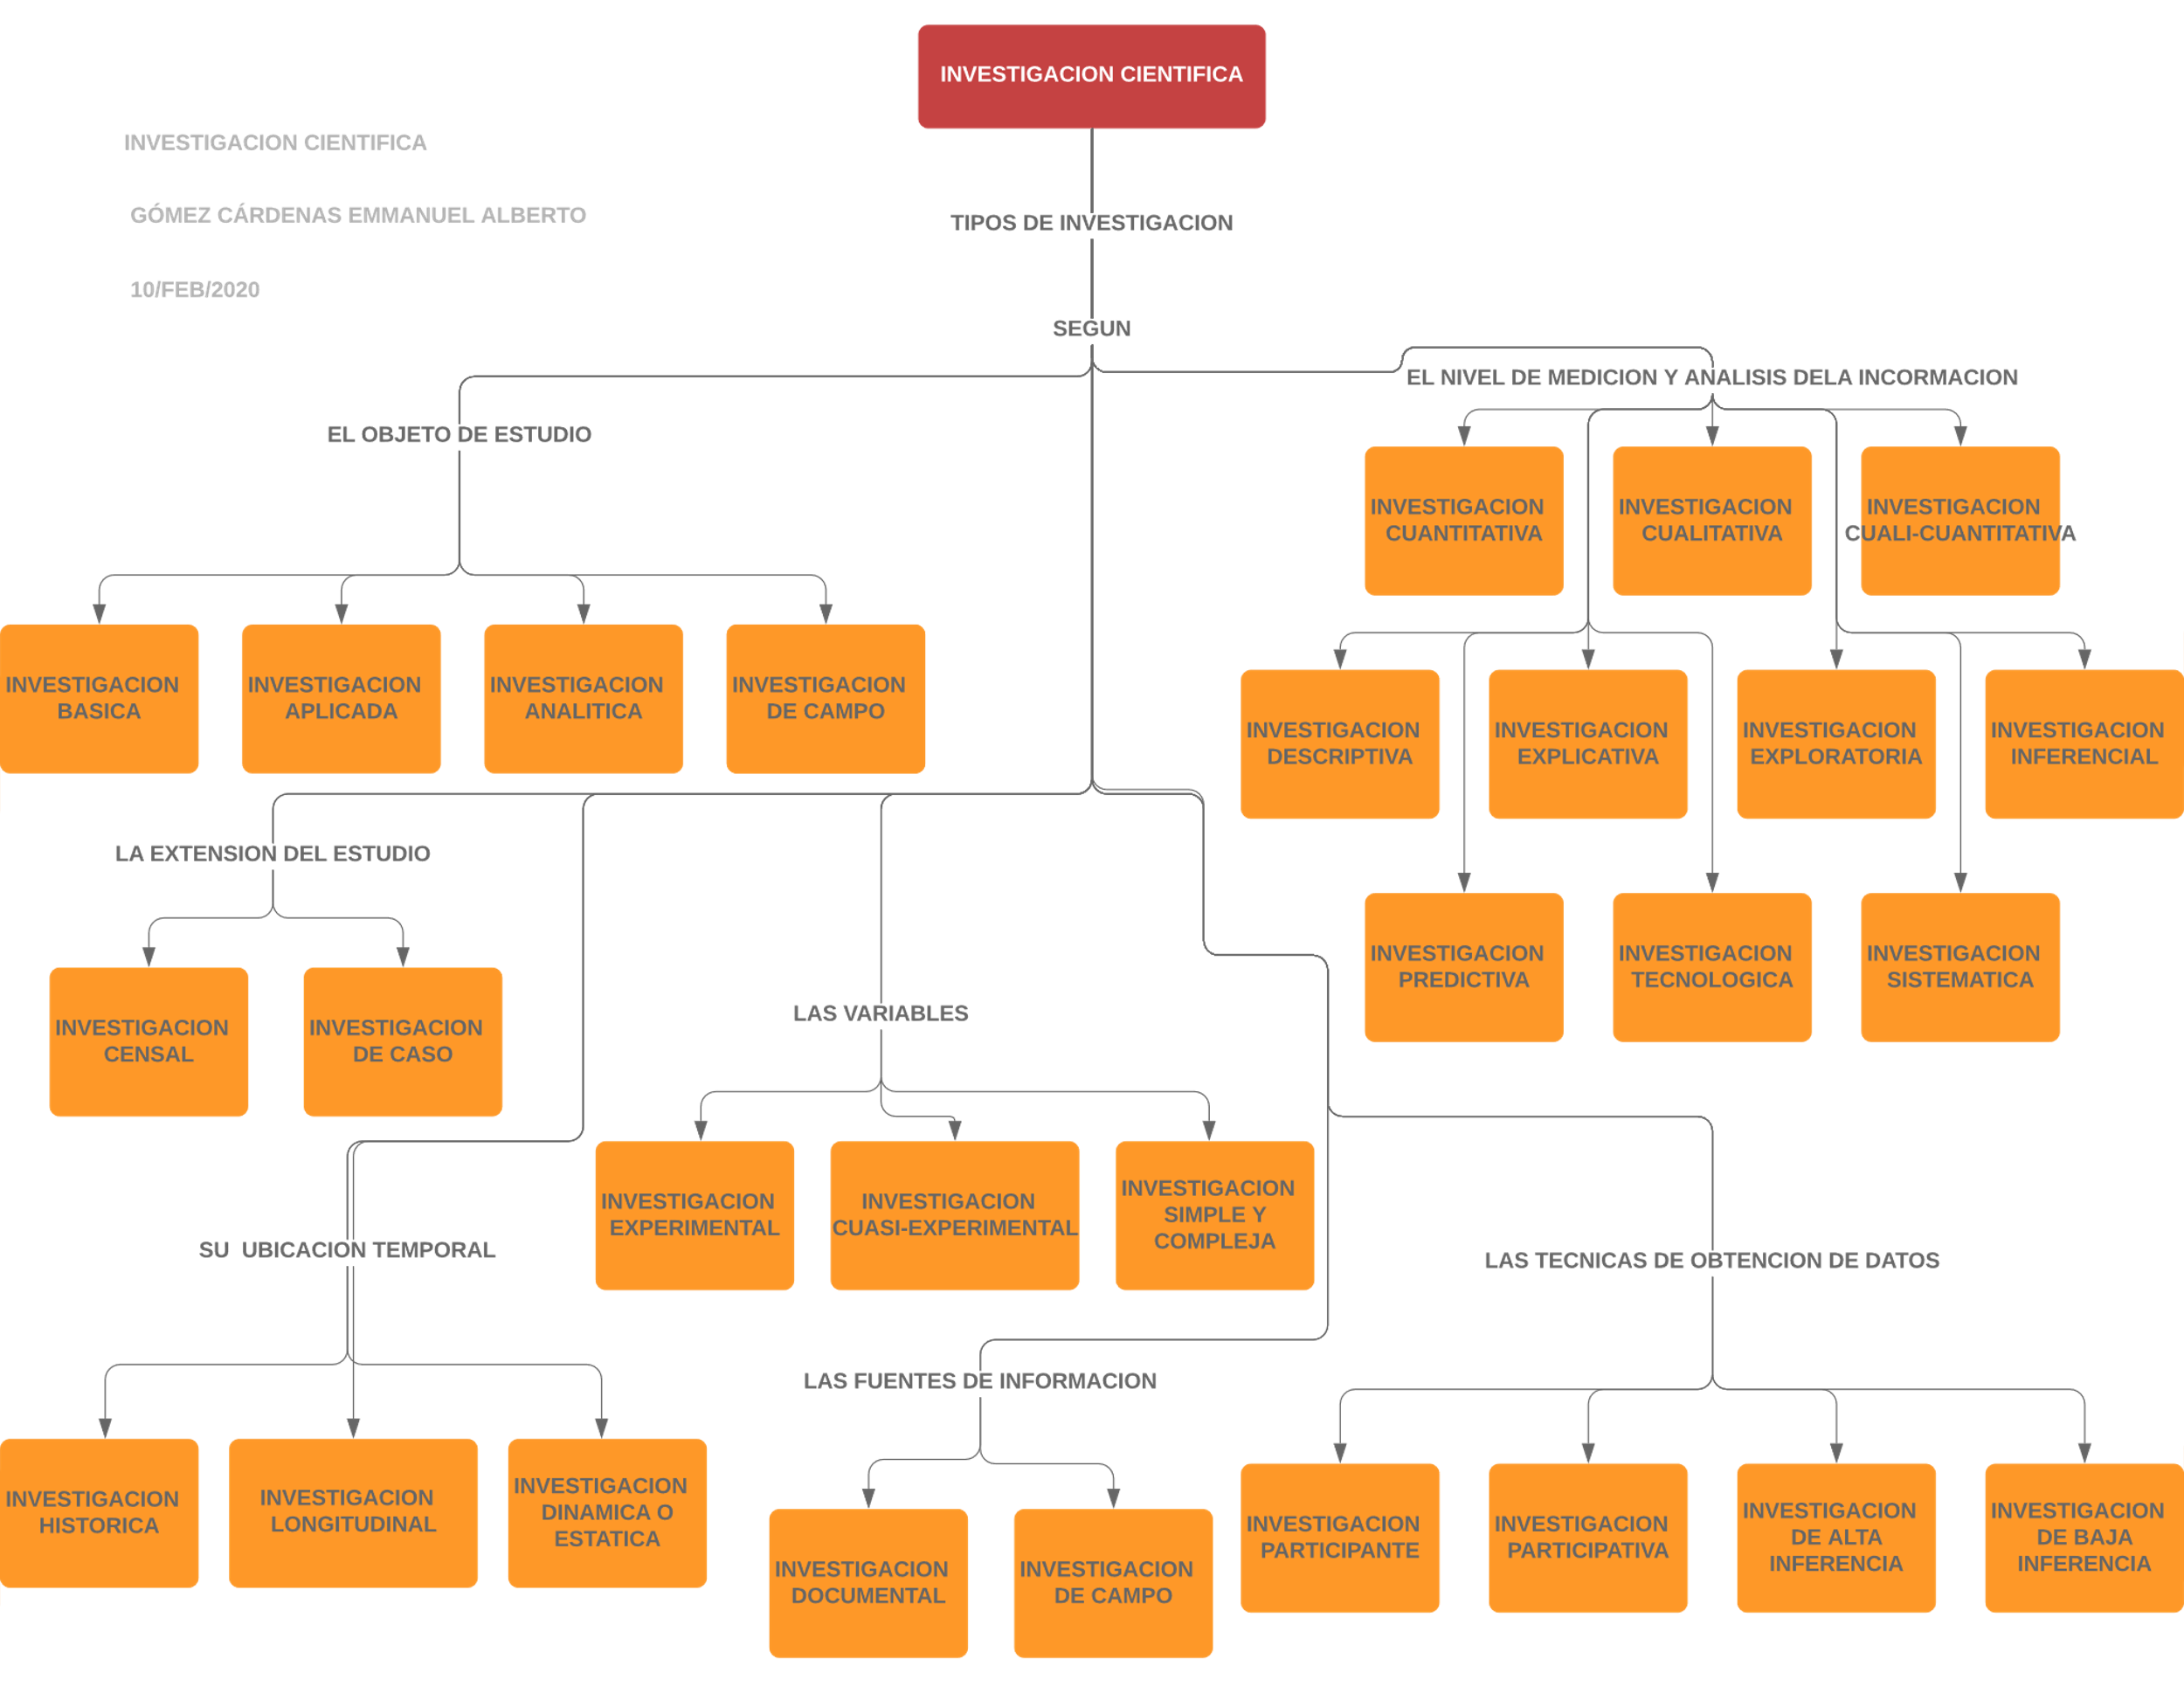 INVESTIGACION CIENTIFICA
INVESTIGACION CIENTIFICA
GÓMEZ CÁRDENAS EMMANUEL ALBERTO
10/FEB/2020
TIPOS DE INVESTIGACION
SEGUN
EL OBJETO DE ESTUDIO
INVESTIGACION
BASICA
INVESTIGACION
APLICADA
INVESTIGACION
ANALITICA
INVESTIGACION
DE CAMPO
EL NIVEL DE MEDICION Y ANALISIS DELA INCORMACION
INVESTIGACION
CUANTITATIVA
INVESTIGACION
CUALITATIVA
INVESTIGACION
CUALI-CUANTITATIVA
INVESTIGACION
DESCRIPTIVA
INVESTIGACION
EXPLICATIVA
INVESTIGACION
EXPLORATORIA
INVESTIGACION
INFERENCIAL
INVESTIGACION
PREDICTIVA
INVESTIGACION
TECNOLOGICA
INVESTIGACION
SISTEMATICA
LA EXTENSION DEL ESTUDIO
INVESTIGACION
CENSAL
INVESTIGACION
DE CASO
LAS VARIABLES
INVESTIGACION
EXPERIMENTAL
INVESTIGACION
CUASI-EXPERIMENTAL
INVESTIGACION
SIMPLE Y
COMPLEJA
SU  UBICACION TEMPORAL
INVESTIGACION
HISTORICA
INVESTIGACION
LONGITUDINAL
INVESTIGACION
DINAMICA O
ESTATICA
LAS FUENTES DE INFORMACION
INVESTIGACION
DOCUMENTAL
INVESTIGACION
DE CAMPO
LAS TECNICAS DE OBTENCION DE DATOS
INVESTIGACION
PARTICIPANTE
INVESTIGACION
PARTICIPATIVA
INVESTIGACION
DE ALTA
INFERENCIA
INVESTIGACION
DE BAJA
INFERENCIA